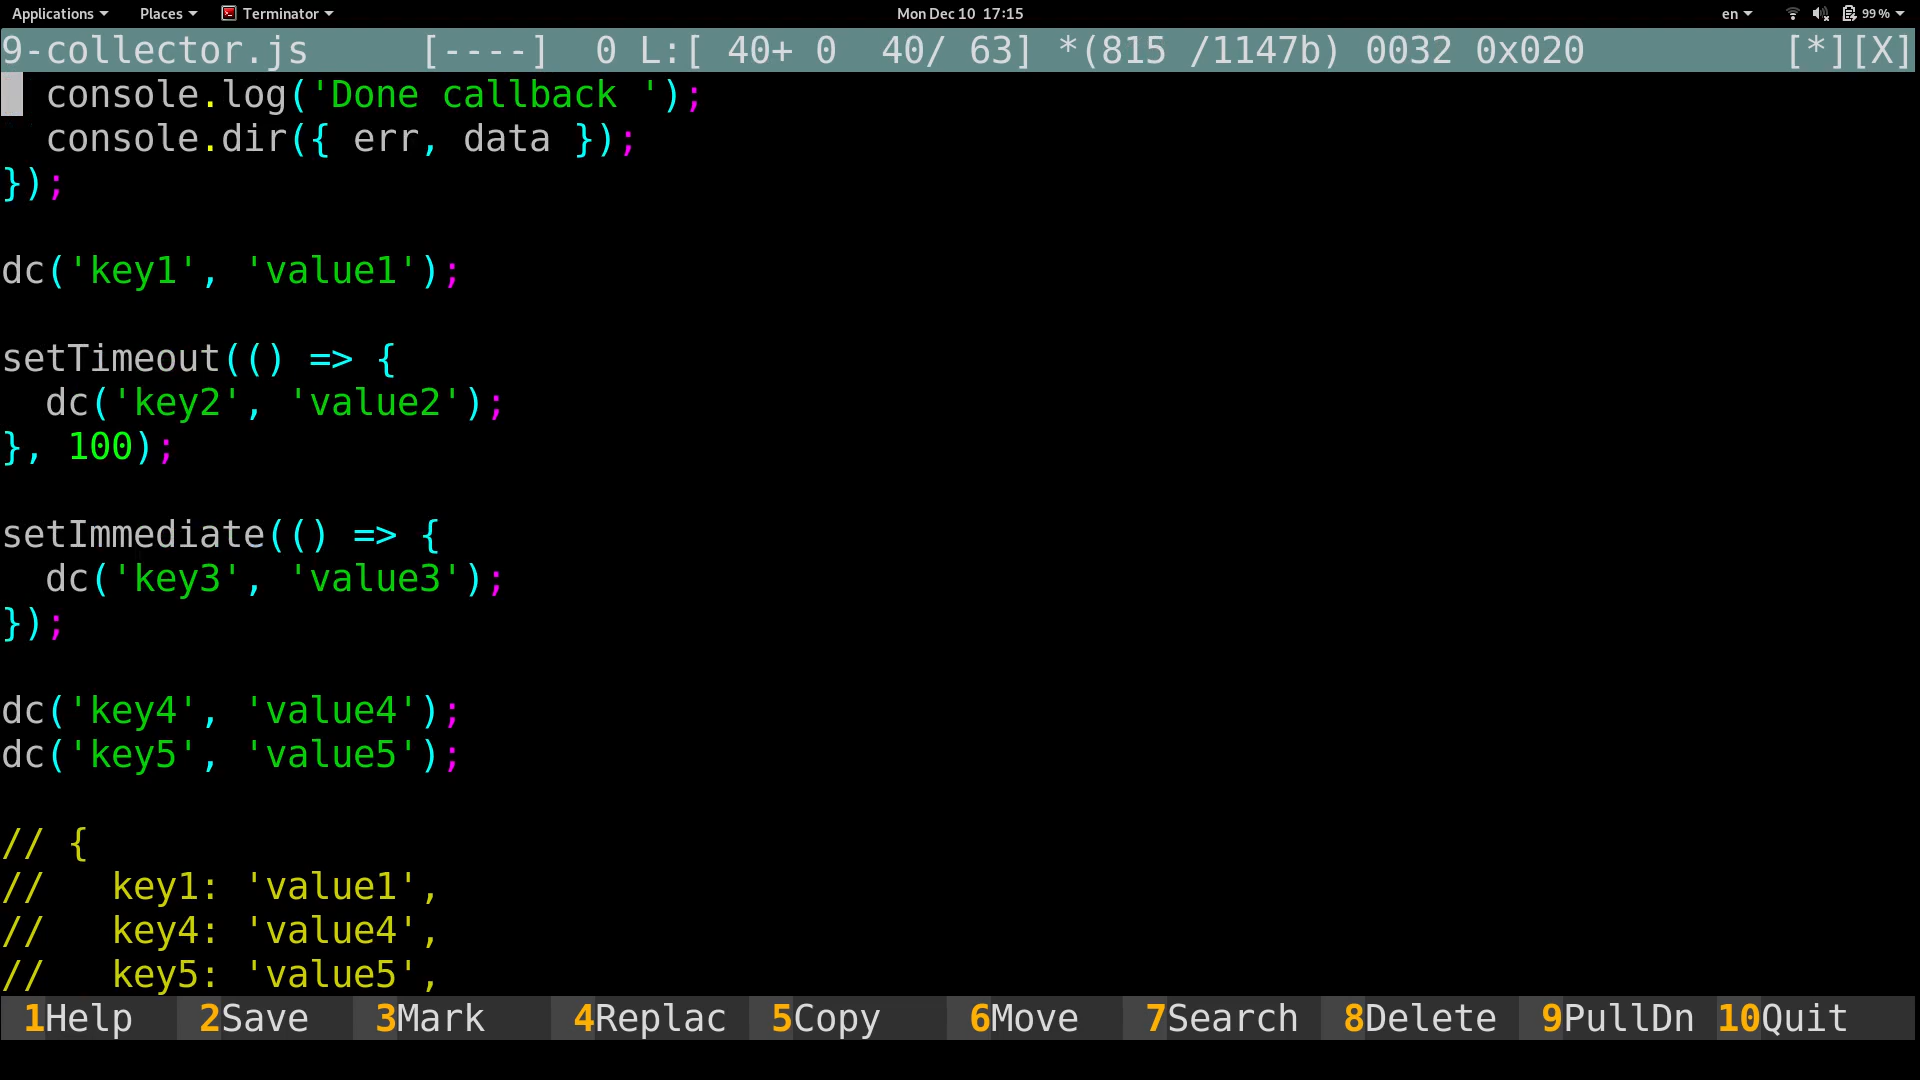 Applications Places Terminator Mon Dec 10 17:15 en 99%
9-collector.js [----] 0 L:[ 40+ 0 40/ 63] *(815 /1147b) 0032 0x020 [*][X]
console.log('Done callback ');
console.dir({ err, data });
});
dc('key1', 'value1');
setTimeout(() => {
dc('key2', 'value2');
}, 100);
setImmediate(() => {
dc('key3', 'value3');
});
dc('key4', 'value4');
dc('key5', 'value5');
// {
//   key1: 'value1',
//   key4: 'value4',
//   key5: 'value5',
1Help 2Save 3Mark 4Replac 5Copy 6Move 7Search 8Delete 9PullDn 10Quit